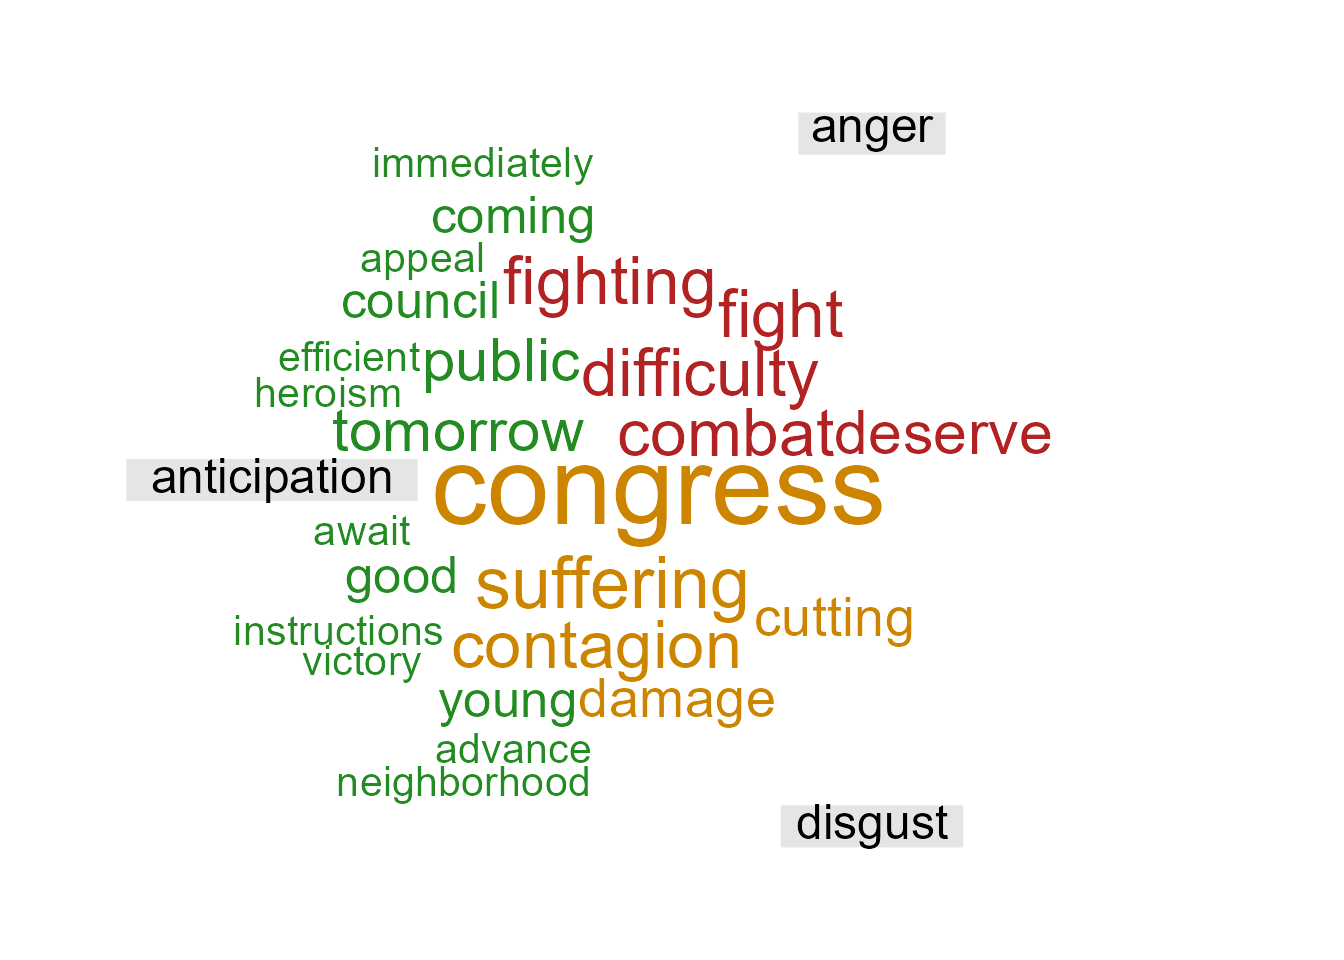 anger
immediately
coming
appeal
fighting
council
fight
efficient
public
difficulty
heroism
tomorrow
combat
deserve
anticipation
congress
await
good
suffering
cutting
instructions
contagion
victory
young
damage
advance
neighborhood
disgust